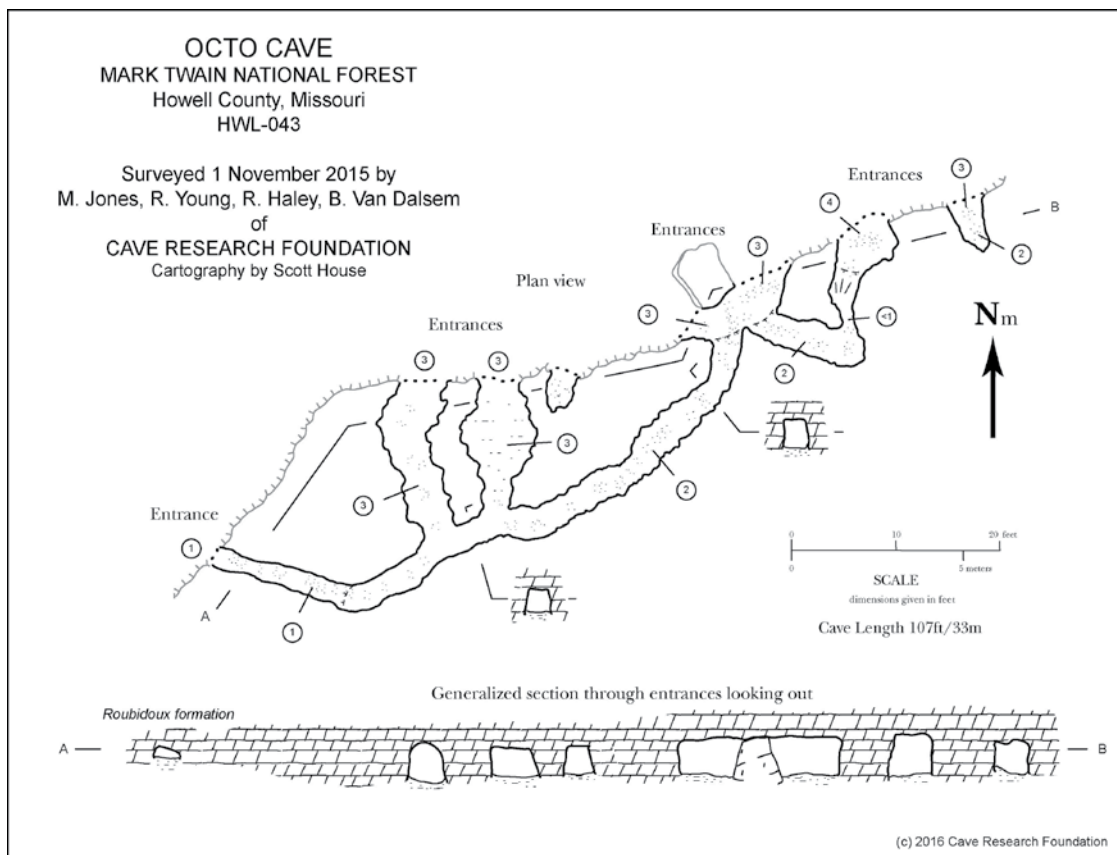 OCTO CAVE
MARK TWAIN NATIONAL FOREST
Howell County, Missouri
HWL-043
Surveyed 1 November 2015 by
M. Jones, R. Young, R. Haley, B. Van Dalsem
of
CAVE RESEARCH FOUNDATION
Cartography by Scott House
Plan view
Entrances
3
4
B
2
Entrances
3
3
<1
2
Nm
Entrances
3
3
3
3
2
Entrance
1
A
1
0 10 20 feet
0 5 meters
SCALE
dimensions given in feet
Cave Length 107ft/33m
Generalized section through entrances looking out
Roubidoux formation
A
B
(c) 2016 Cave Research Foundation